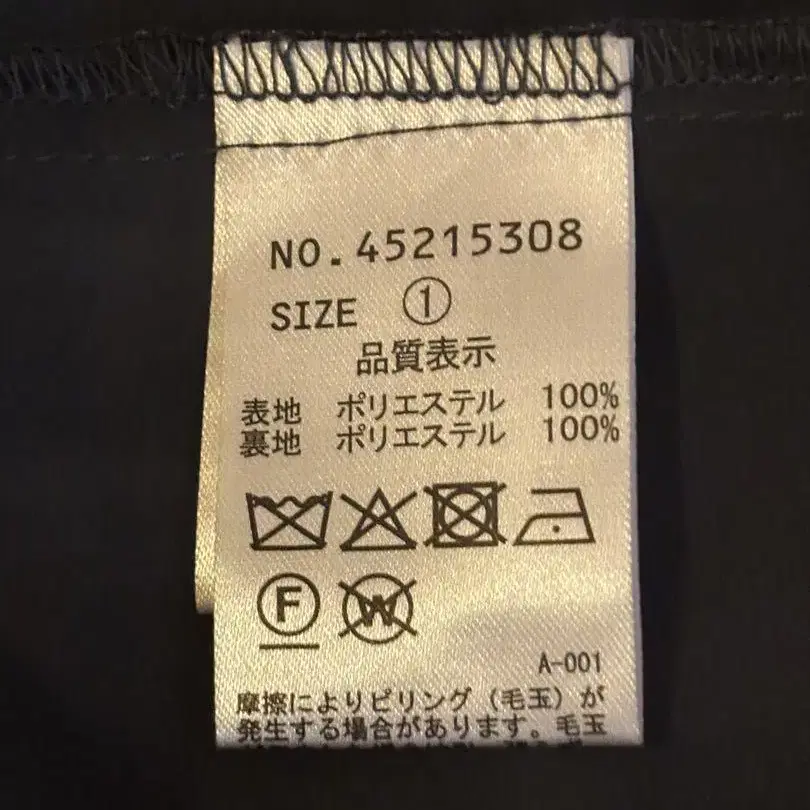 NO.45215308
SIZE ①
品質表示
表地 ポリエステル 100%
裏地 ポリエステル 100%
F W
A-001
摩擦によりピリング（毛玉）が
発生する場合があります。毛玉